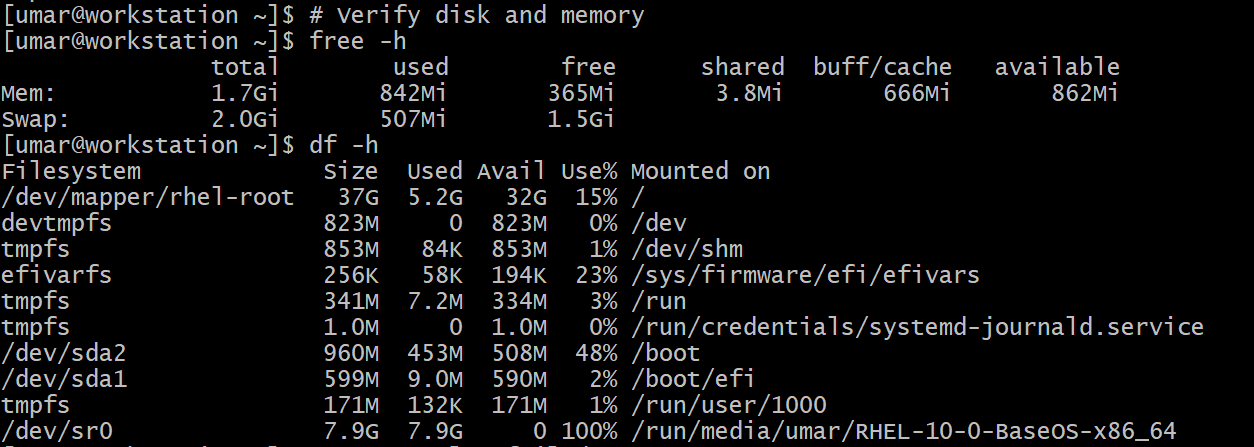 [umar@workstation ~]$ # Verify disk and memory
[umar@workstation ~]$ free -h
               total        used        free      shared  buff/cache   available
Mem:           1.7Gi       842Mi       365Mi       3.8Mi       666Mi       862Mi
Swap:          2.0Gi       507Mi       1.5Gi
[umar@workstation ~]$ df -h
Filesystem             Size  Used Avail Use% Mounted on
/dev/mapper/rhel-root   37G  5.2G   32G  15% /
devtmpfs               823M     0  823M   0% /dev
tmpfs                  853M   84K  853M   1% /dev/shm
efivarfs               256K   58K  194K  23% /sys/firmware/efi/efivars
tmpfs                  341M  7.2M  334M   3% /run
tmpfs                  1.0M     0  1.0M   0% /run/credentials/systemd-journald.service
/dev/sda2              960M  453M  508M  48% /boot
/dev/sda1              599M  9.0M  590M   2% /boot/efi
tmpfs                  171M  132K  171M   1% /run/user/1000
/dev/sr0               7.9G  7.9G     0 100% /run/media/umar/RHEL-10-0-BaseOS-x86_64